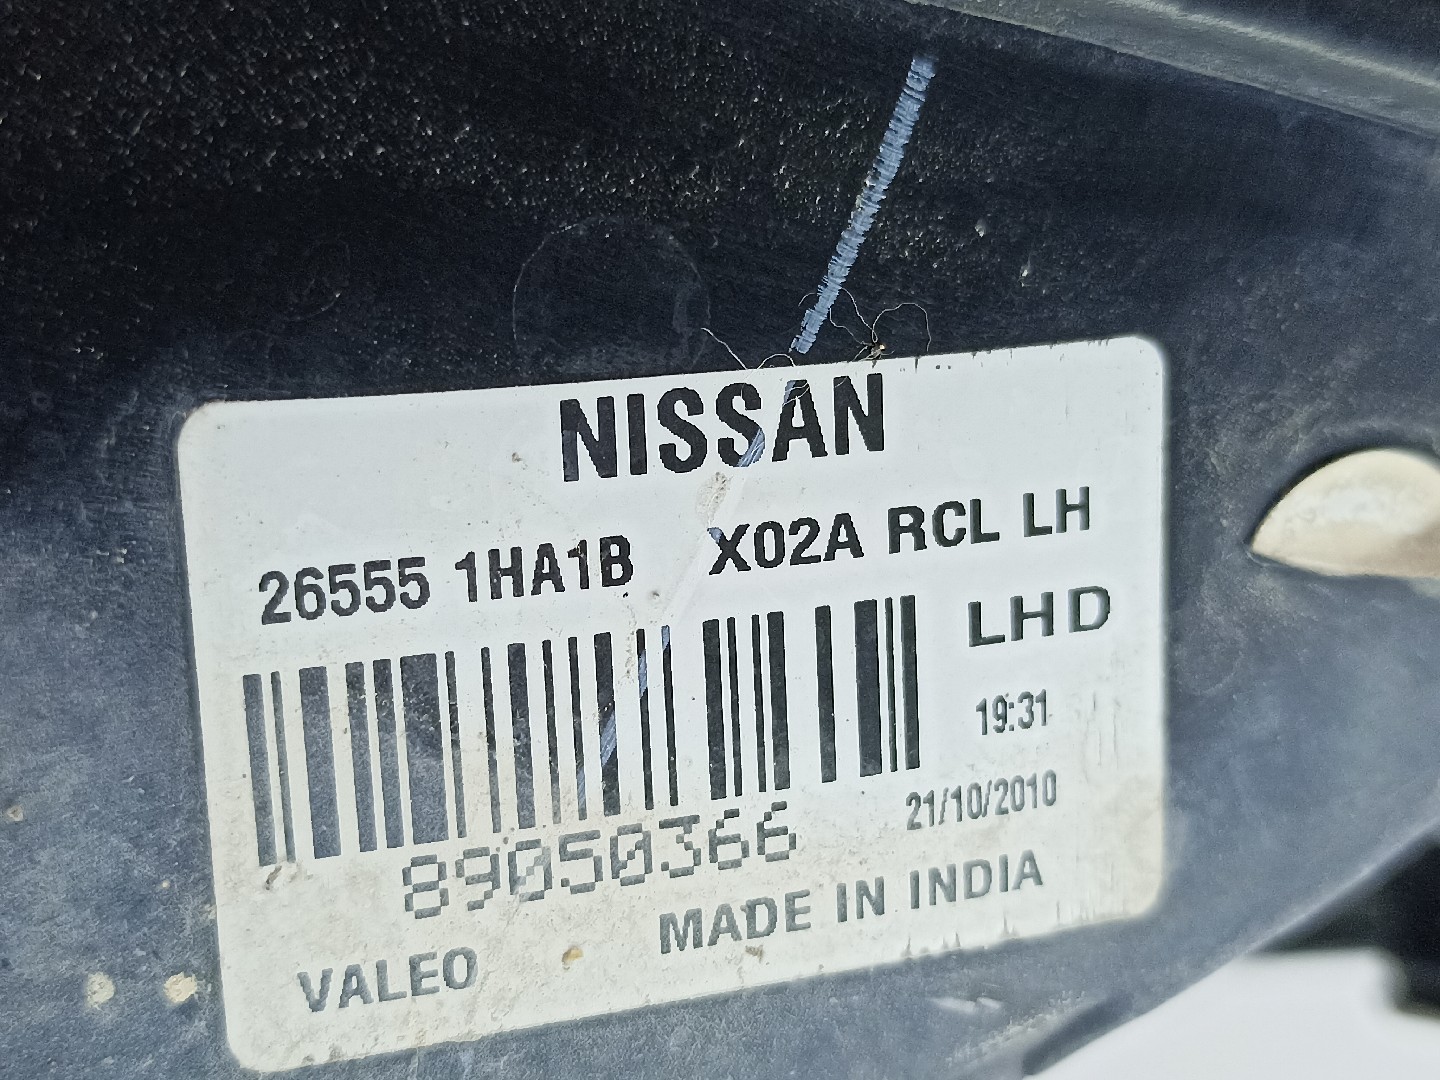 NISSAN
26555 1HA1B X02A RCL LH
LHD
19:31
21/10/2010
89050366
MADE IN INDIA
VALEO